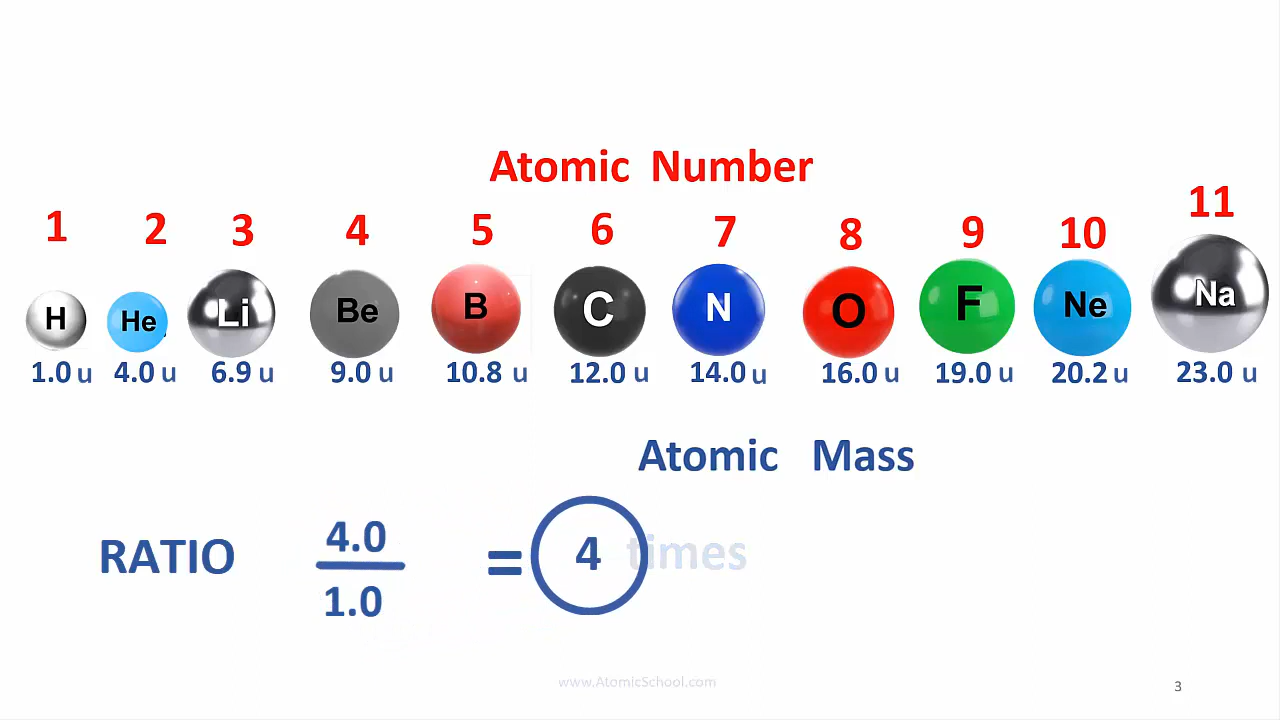 Atomic Number
1 2 3 4 5 6 7 8 9 10 11
H He Li Be B C N O F Ne Na
1.0 u 4.0 u 6.9 u 9.0 u 10.8 u 12.0 u 14.0 u 16.0 u 19.0 u 20.2 u 23.0 u
Atomic Mass
RATIO 4.0 / 1.0 = 4 times
www.AtomicSchool.com
3